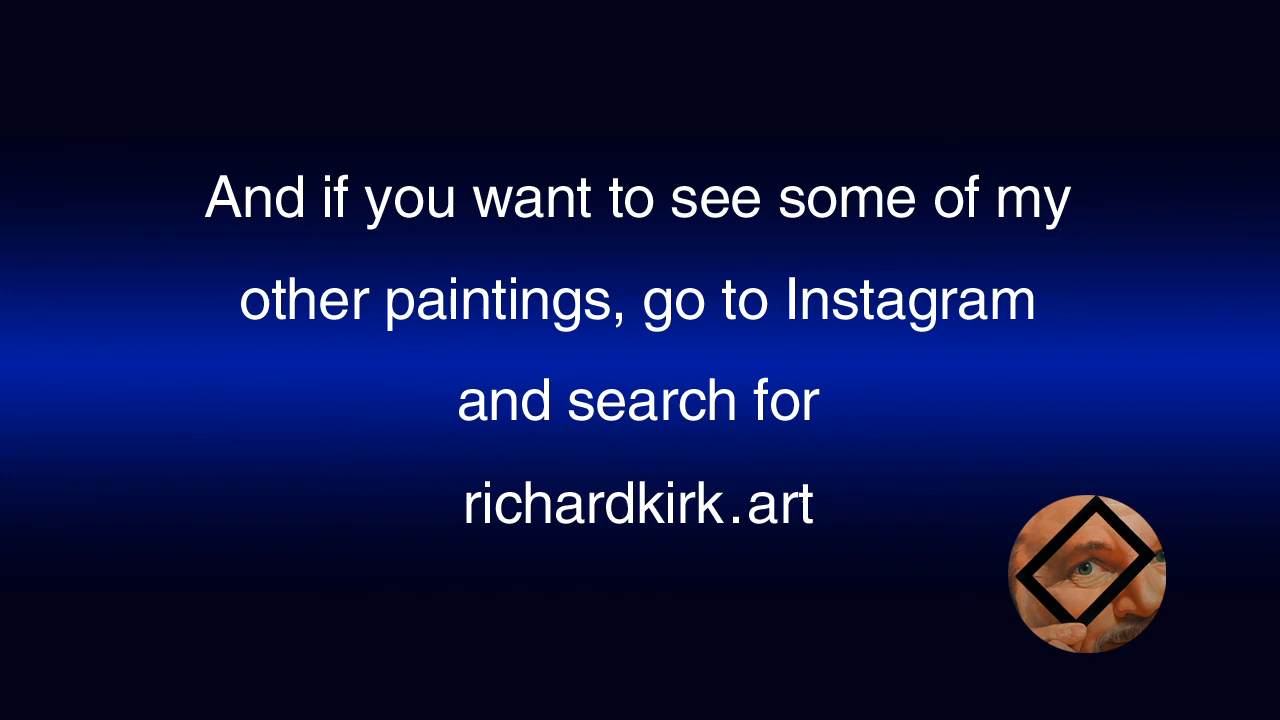 And if you want to see some of my
other paintings, go to Instagram
and search for
richardkirk.art